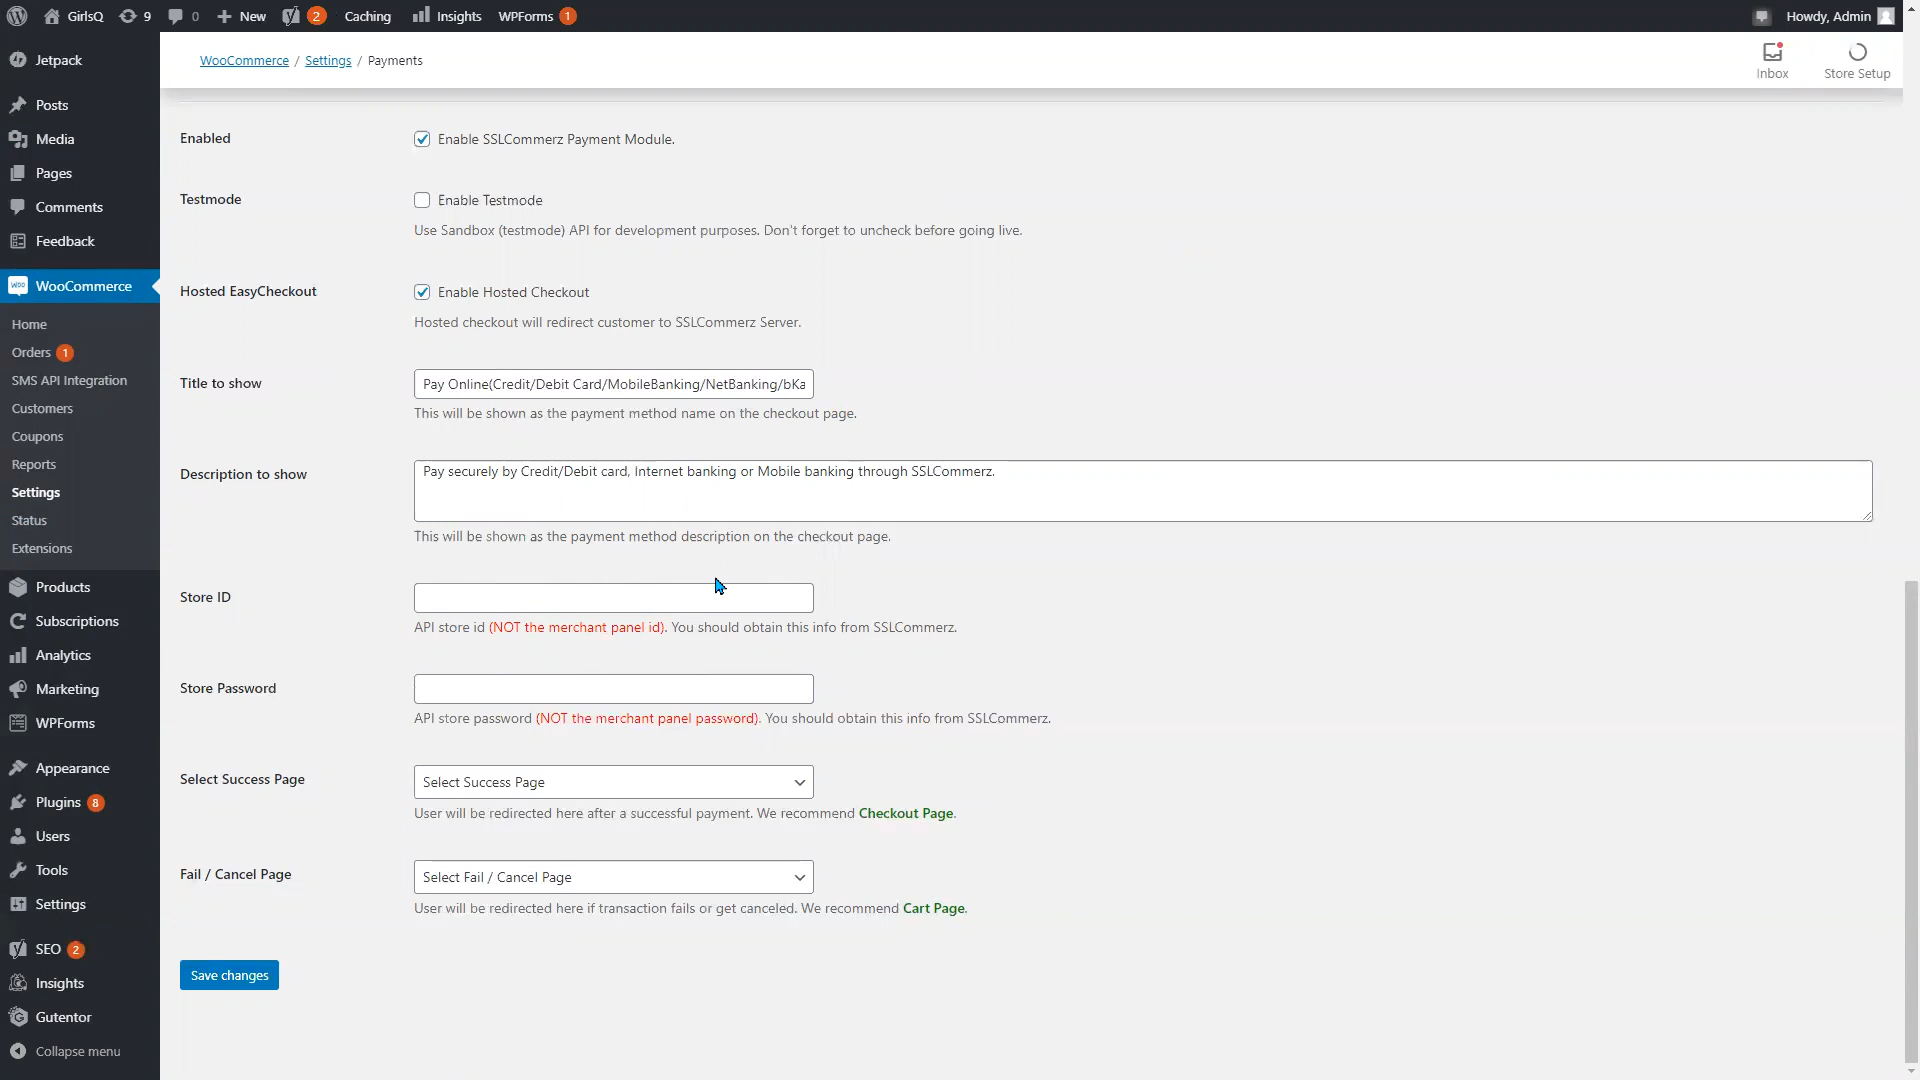 GirlsQ 9 0 New 2 Caching Insights WPForms 1 Howdy, Admin
WooCommerce / Settings / Payments
Inbox
Store Setup
Jetpack
Posts
Media
Pages
Comments
Feedback
WooCommerce
Home
Orders 1
SMS API Integration
Customers
Coupons
Reports
Settings
Status
Extensions
Products
Subscriptions
Analytics
Marketing
WPForms
Appearance
Plugins 8
Users
Tools
Settings
SEO 2
Insights
Gutentor
Collapse menu
Enabled
Enable SSLCommerz Payment Module.
Testmode
Enable Testmode
Use Sandbox (testmode) API for development purposes. Don't forget to uncheck before going live.
Hosted EasyCheckout
Enable Hosted Checkout
Hosted checkout will redirect customer to SSLCommerz Server.
Title to show
Pay Online(Credit/Debit Card/MobileBanking/NetBanking/bKa
This will be shown as the payment method name on the checkout page.
Description to show
Pay securely by Credit/Debit card, Internet banking or Mobile banking through SSLCommerz.
This will be shown as the payment method description on the checkout page.
Store ID
API store id (NOT the merchant panel id). You should obtain this info from SSLCommerz.
Store Password
API store password (NOT the merchant panel password). You should obtain this info from SSLCommerz.
Select Success Page
Select Success Page
User will be redirected here after a successful payment. We recommend Checkout Page.
Fail / Cancel Page
Select Fail / Cancel Page
User will be redirected here if transaction fails or get canceled. We recommend Cart Page.
Save changes